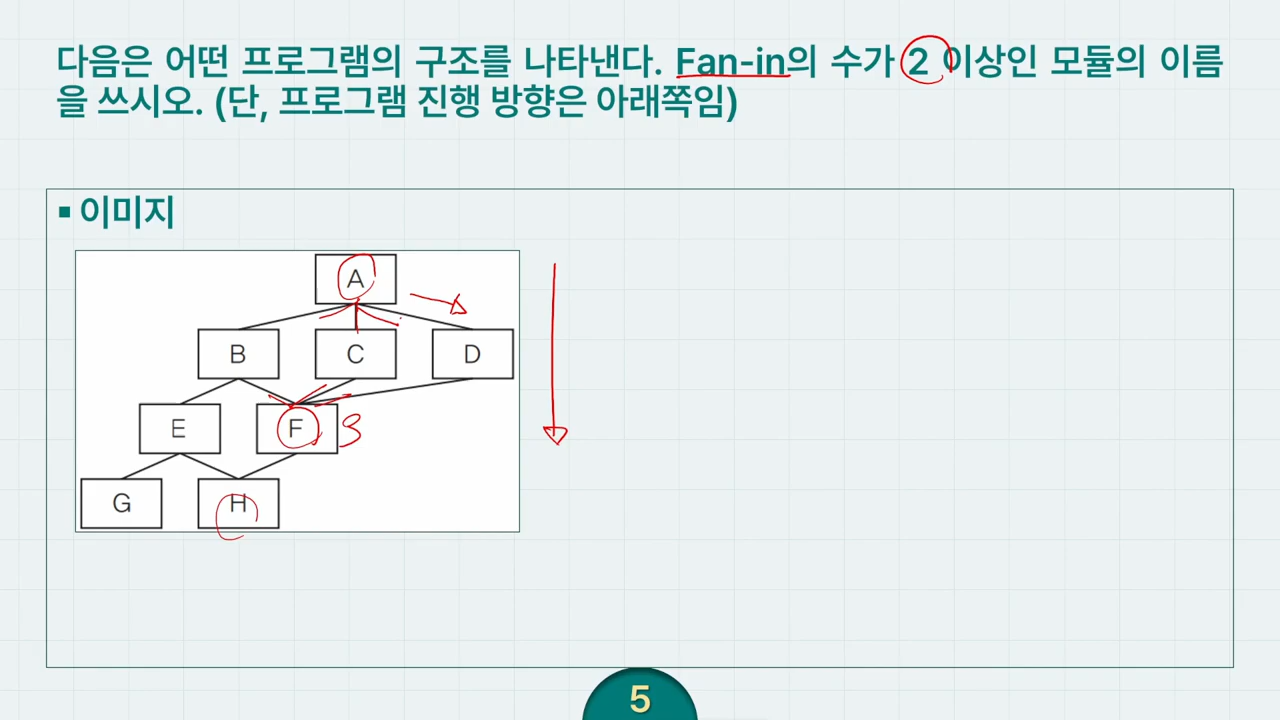 다음은 어떤 프로그램의 구조를 나타낸다. Fan-in의 수가 2 이상인 모듈의 이름
을 쓰시오. (단, 프로그램 진행 방향은 아래쪽임)
▪ 이미지
A
B C D
E F 3
G H
5